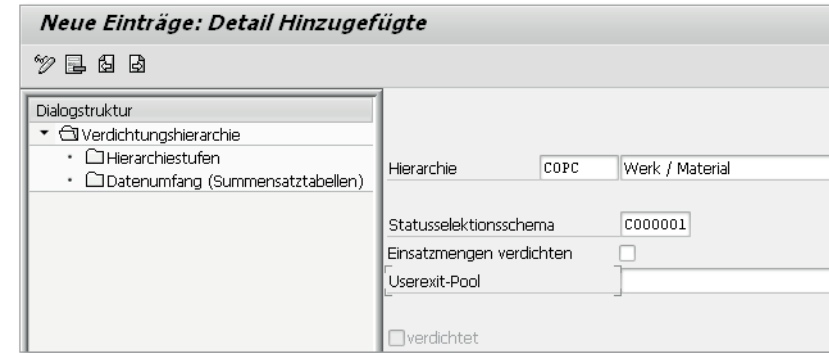 Neue Einträge: Detail Hinzugefügte
Dialogstruktur
Verdichtungshierarchie
Hierarchiestufen
Datenumfang (Summensatztabellen)
Hierarchie COPC Werk / Material
Statusselektionsschema C000001
Einsatzmengen verdichten
Userexit-Pool
verdichtet